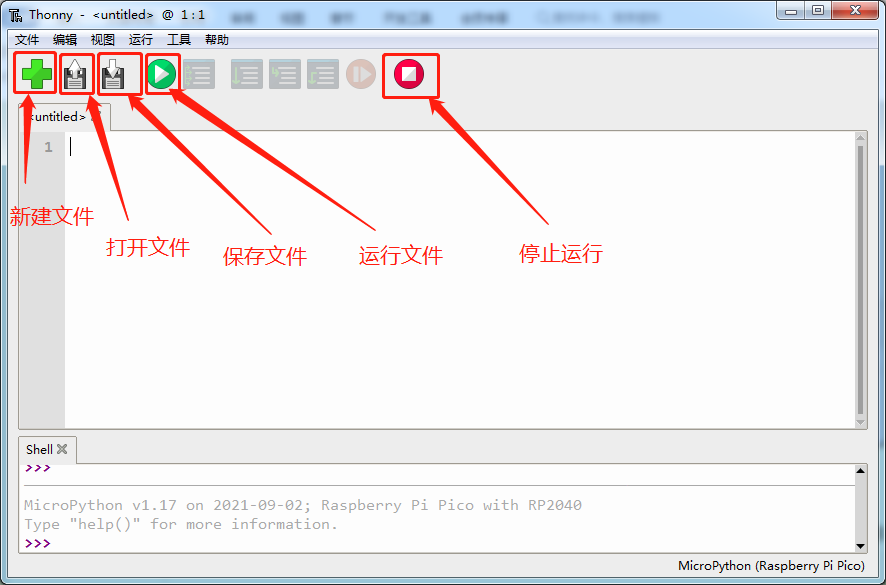 Thonny - <untitled> @ 1:1
文件 编辑 视图 运行 工具 帮助
<untitled>
1
新建文件
打开文件
保存文件
运行文件
停止运行
Shell
>>>
MicroPython v1.17 on 2021-09-02; Raspberry Pi Pico with RP2040
Type "help()" for more information.
>>>
MicroPython (Raspberry Pi Pico)